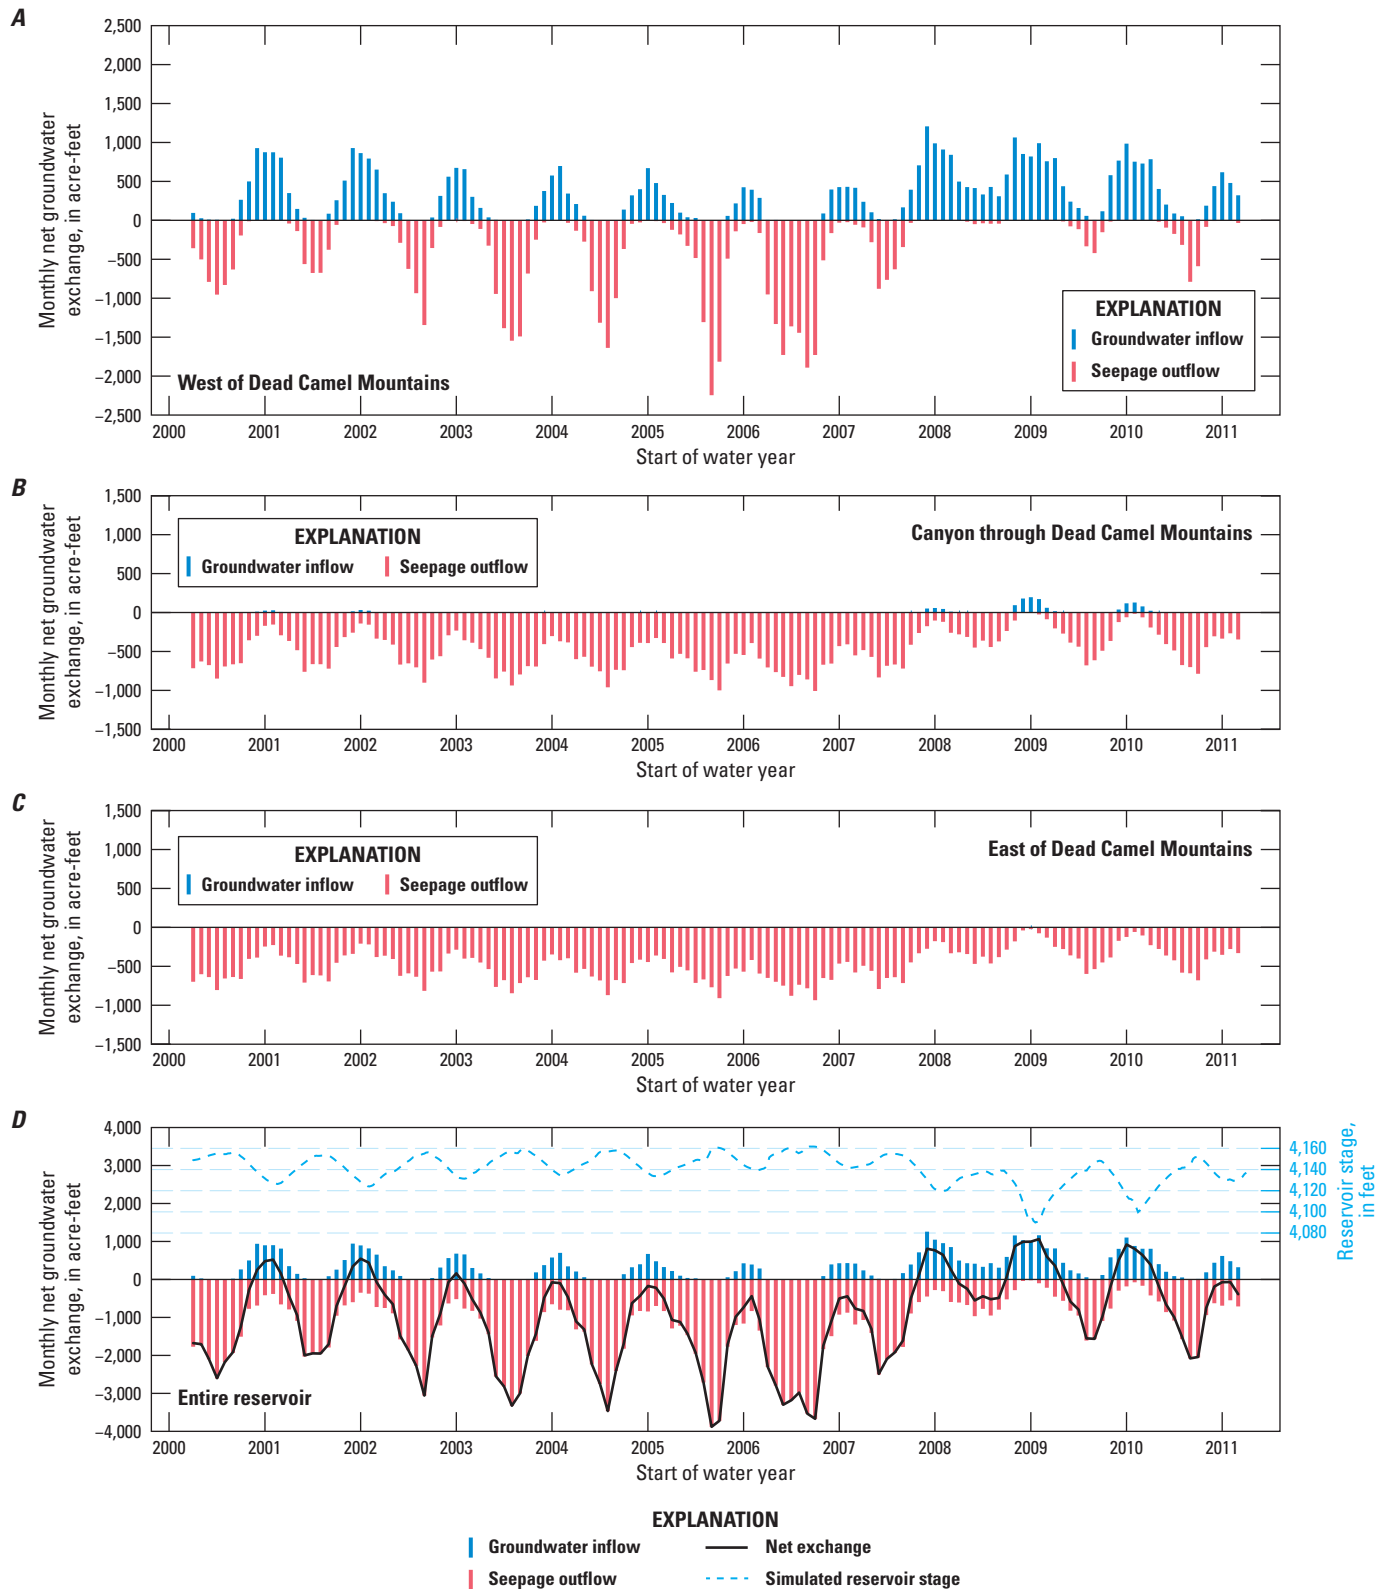 A
Monthly net groundwater
exchange, in acre-feet
2,500
2,000
1,500
1,000
500
0
–500
–1,000
–1,500
–2,000
–2,500
West of Dead Camel Mountains
EXPLANATION
Groundwater inflow
Seepage outflow
2000 2001 2002 2003 2004 2005 2006 2007 2008 2009 2010 2011
Start of water year
B
Monthly net groundwater
exchange, in acre-feet
1,500
1,000
500
0
–500
–1,000
–1,500
EXPLANATION
Groundwater inflow Seepage outflow
Canyon through Dead Camel Mountains
2000 2001 2002 2003 2004 2005 2006 2007 2008 2009 2010 2011
Start of water year
C
Monthly net groundwater
exchange, in acre-feet
1,500
1,000
500
0
–500
–1,000
–1,500
EXPLANATION
Groundwater inflow Seepage outflow
East of Dead Camel Mountains
2000 2001 2002 2003 2004 2005 2006 2007 2008 2009 2010 2011
Start of water year
D
Monthly net groundwater
exchange, in acre-feet
4,000
3,000
2,000
1,000
0
–1,000
–2,000
–3,000
–4,000
Entire reservoir
4,160
4,140
4,120
4,100
4,080
Reservoir stage,
in feet
2000 2001 2002 2003 2004 2005 2006 2007 2008 2009 2010 2011
Start of water year
EXPLANATION
Groundwater inflow Net exchange
Seepage outflow Simulated reservoir stage